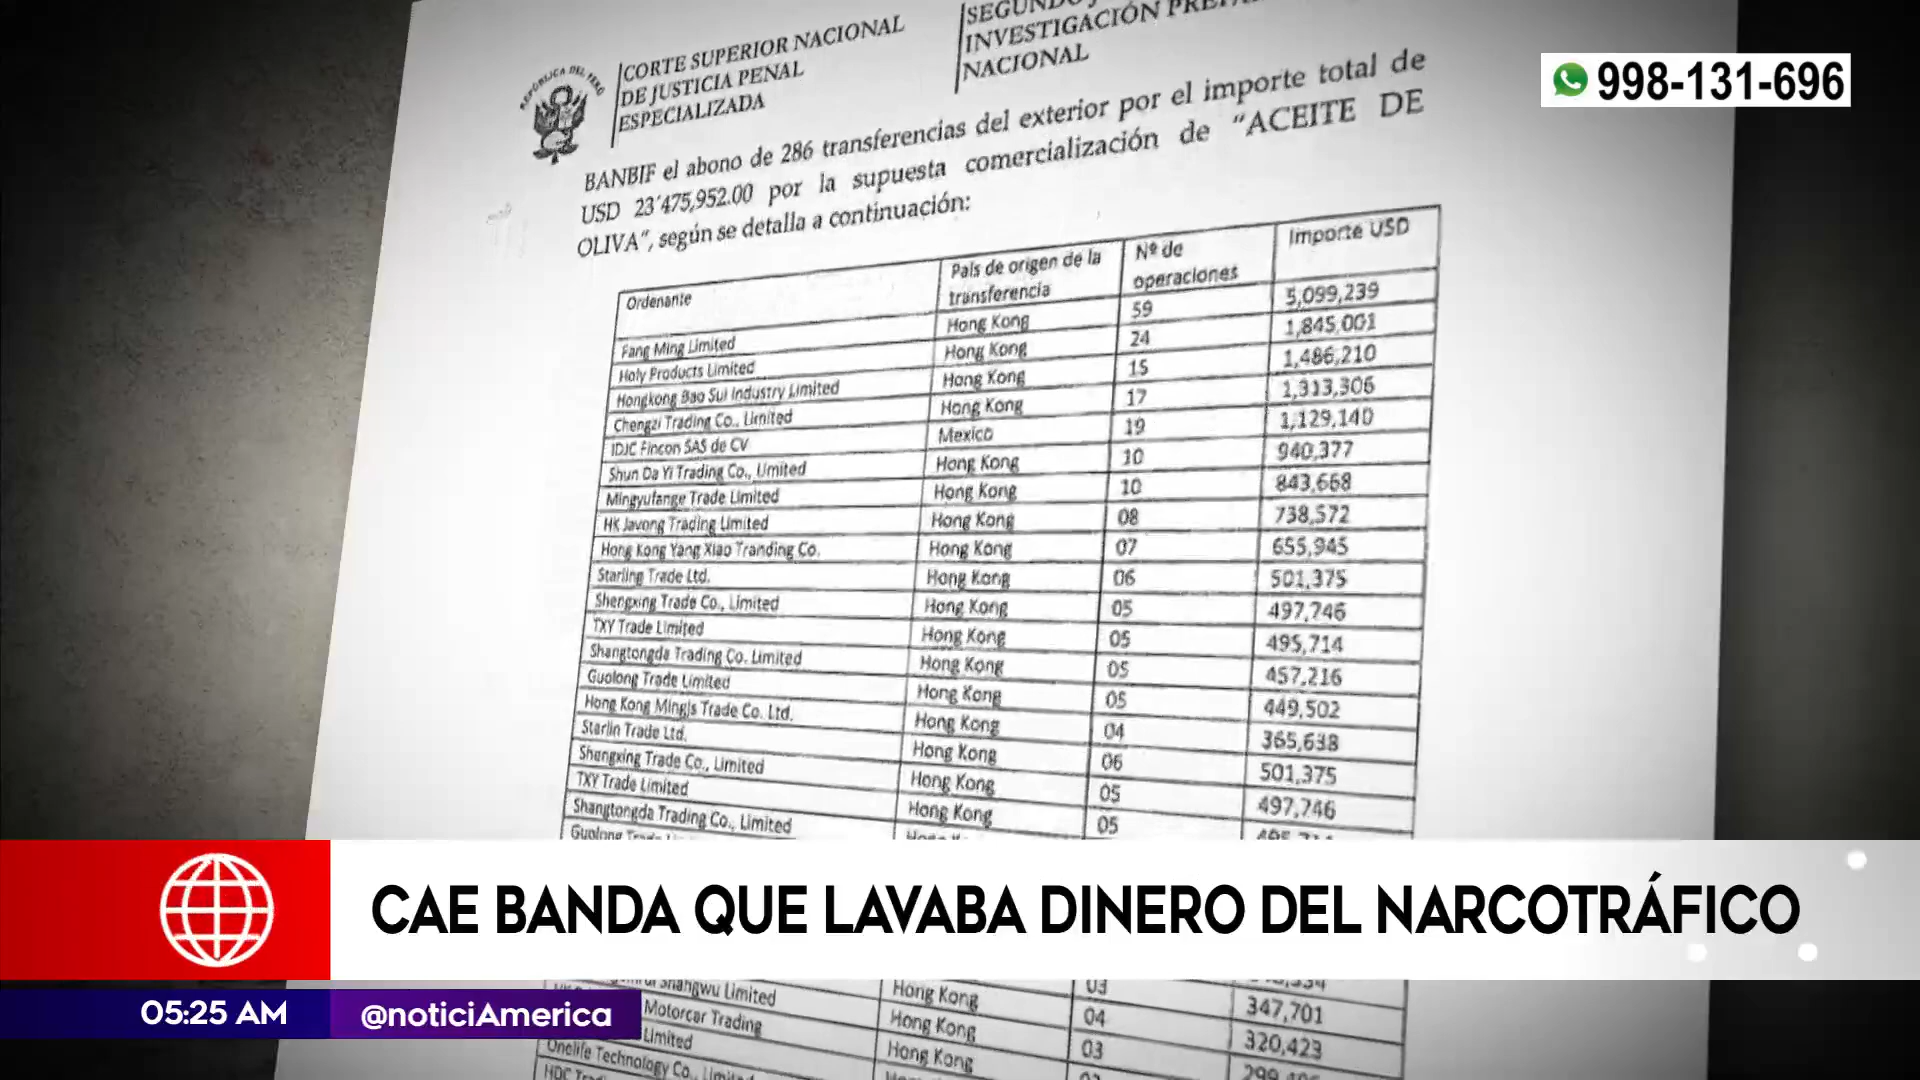 998-131-696
REPÚBLICA DEL PERÚ
CORTE SUPERIOR NACIONAL
DE JUSTICIA PENAL
ESPECIALIZADA
INVESTIGACIÓN
NACIONAL
BANBIF el abono de 286 transferencias del exterior por el importe total de
USD 23'475,952.00 por la supuesta comercialización de "ACEITE DE
OLIVA", según se detalla a continuación:
Ordenante País de origen de la transferencia Nº de operaciones Importe USD
Fang Ming Limited Hong Kong 59 5,099,239
Holy Products Limited Hong Kong 24 1,845,001
Hongkong Bao Sui Industry Limited Hong Kong 15 1,486,210
Chengzi Trading Co., Limited Hong Kong 17 1,313,306
IDJC Fincon SAS de CV Mexico 19 1,129,140
Shun Da Yi Trading Co., Limited Hong Kong 10 940,377
Mingyufange Trade Limited Hong Kong 10 843,668
HK Javong Trading Limited Hong Kong 08 738,572
Hong Kong Yang Xiao Tranding Co. Hong Kong 07 655,945
Starling Trade Ltd. Hong Kong 06 501,375
Shengxing Trade Co., Limited Hong Kong 05 497,746
TXY Trade Limited Hong Kong 05 495,714
Shangtongda Trading Co. Limited Hong Kong 05 457,216
Guolong Trade Limited Hong Kong 05 449,502
Hong Kong Mingjs Trade Co. Ltd. Hong Kong 04 365,638
Starlin Trade Ltd. Hong Kong 06 501,375
Shengxing Trade Co., Limited Hong Kong 05 497,746
TXY Trade Limited Hong Kong 05
Shangtongda Trading Co., Limited
Guolong
CAE BANDA QUE LAVABA DINERO DEL NARCOTRÁFICO
Shangwu Limited Hong Kong 03
Motorcar Trading Hong Kong 04 347,701
Limited Hong Kong 03 320,423
Onelife Technology Co., Limited
05:25 AM
@noticiAmerica